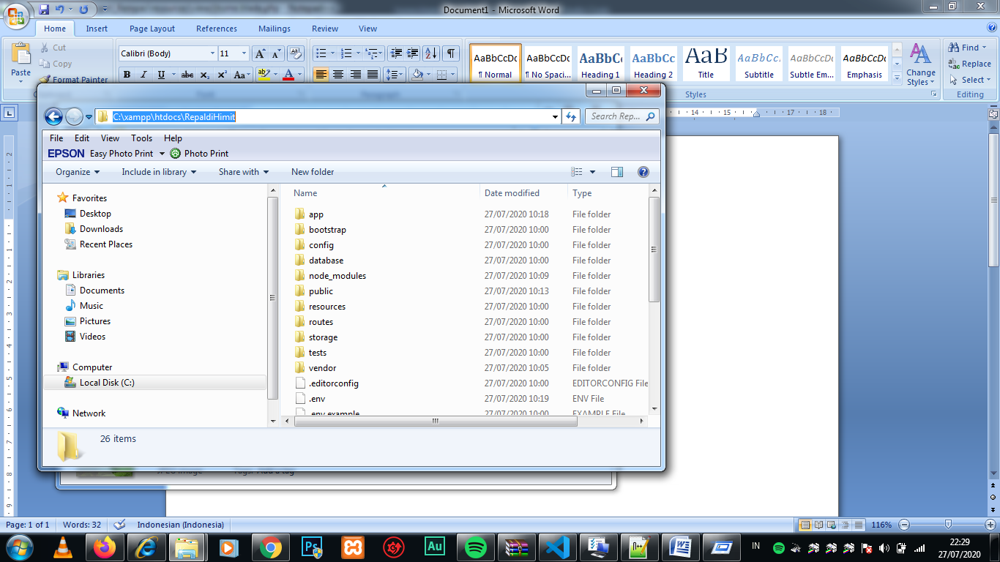 Document1 - Microsoft Word
Home Insert Page Layout References Mailings Review View
Paste
Cut
Copy
Format Painter
Calibri (Body) 11
B I U abc x₂ x² Aa
AaBbCcDc AaBbCcDc AaBbC AaBbCc AaB AaBbCc. AaBbCcDc AaBbCcDc
¶ Normal ¶ No Spaci... Heading 1 Heading 2 Title Subtitle Subtle Em... Emphasis
Change Styles
Find
Replace
Select
Styles
Editing
14 15 17 18
C:\xampp\htdocs\RepaldiHimit
Search Rep...
File Edit View Tools Help
EPSON Easy Photo Print Photo Print
Organize Include in library Share with New folder
Favorites
Desktop
Downloads
Recent Places
Libraries
Documents
Music
Pictures
Videos
Computer
Local Disk (C:)
Network
Name Date modified Type
app 27/07/2020 10:18 File folder
bootstrap 27/07/2020 10:00 File folder
config 27/07/2020 10:00 File folder
database 27/07/2020 10:00 File folder
node_modules 27/07/2020 10:09 File folder
public 27/07/2020 10:13 File folder
resources 27/07/2020 10:00 File folder
routes 27/07/2020 10:00 File folder
storage 27/07/2020 10:00 File folder
tests 27/07/2020 10:00 File folder
vendor 27/07/2020 10:05 File folder
.editorconfig 27/07/2020 10:00 EDITORCONFIG File
.env 27/07/2020 10:19 ENV File
.env.example 27/07/2020 10:00 EXAMPLE File
26 items
Page: 1 of 1 Words: 32 Indonesian (Indonesia) 116%
Ps Au W
IN
22:29
27/07/2020